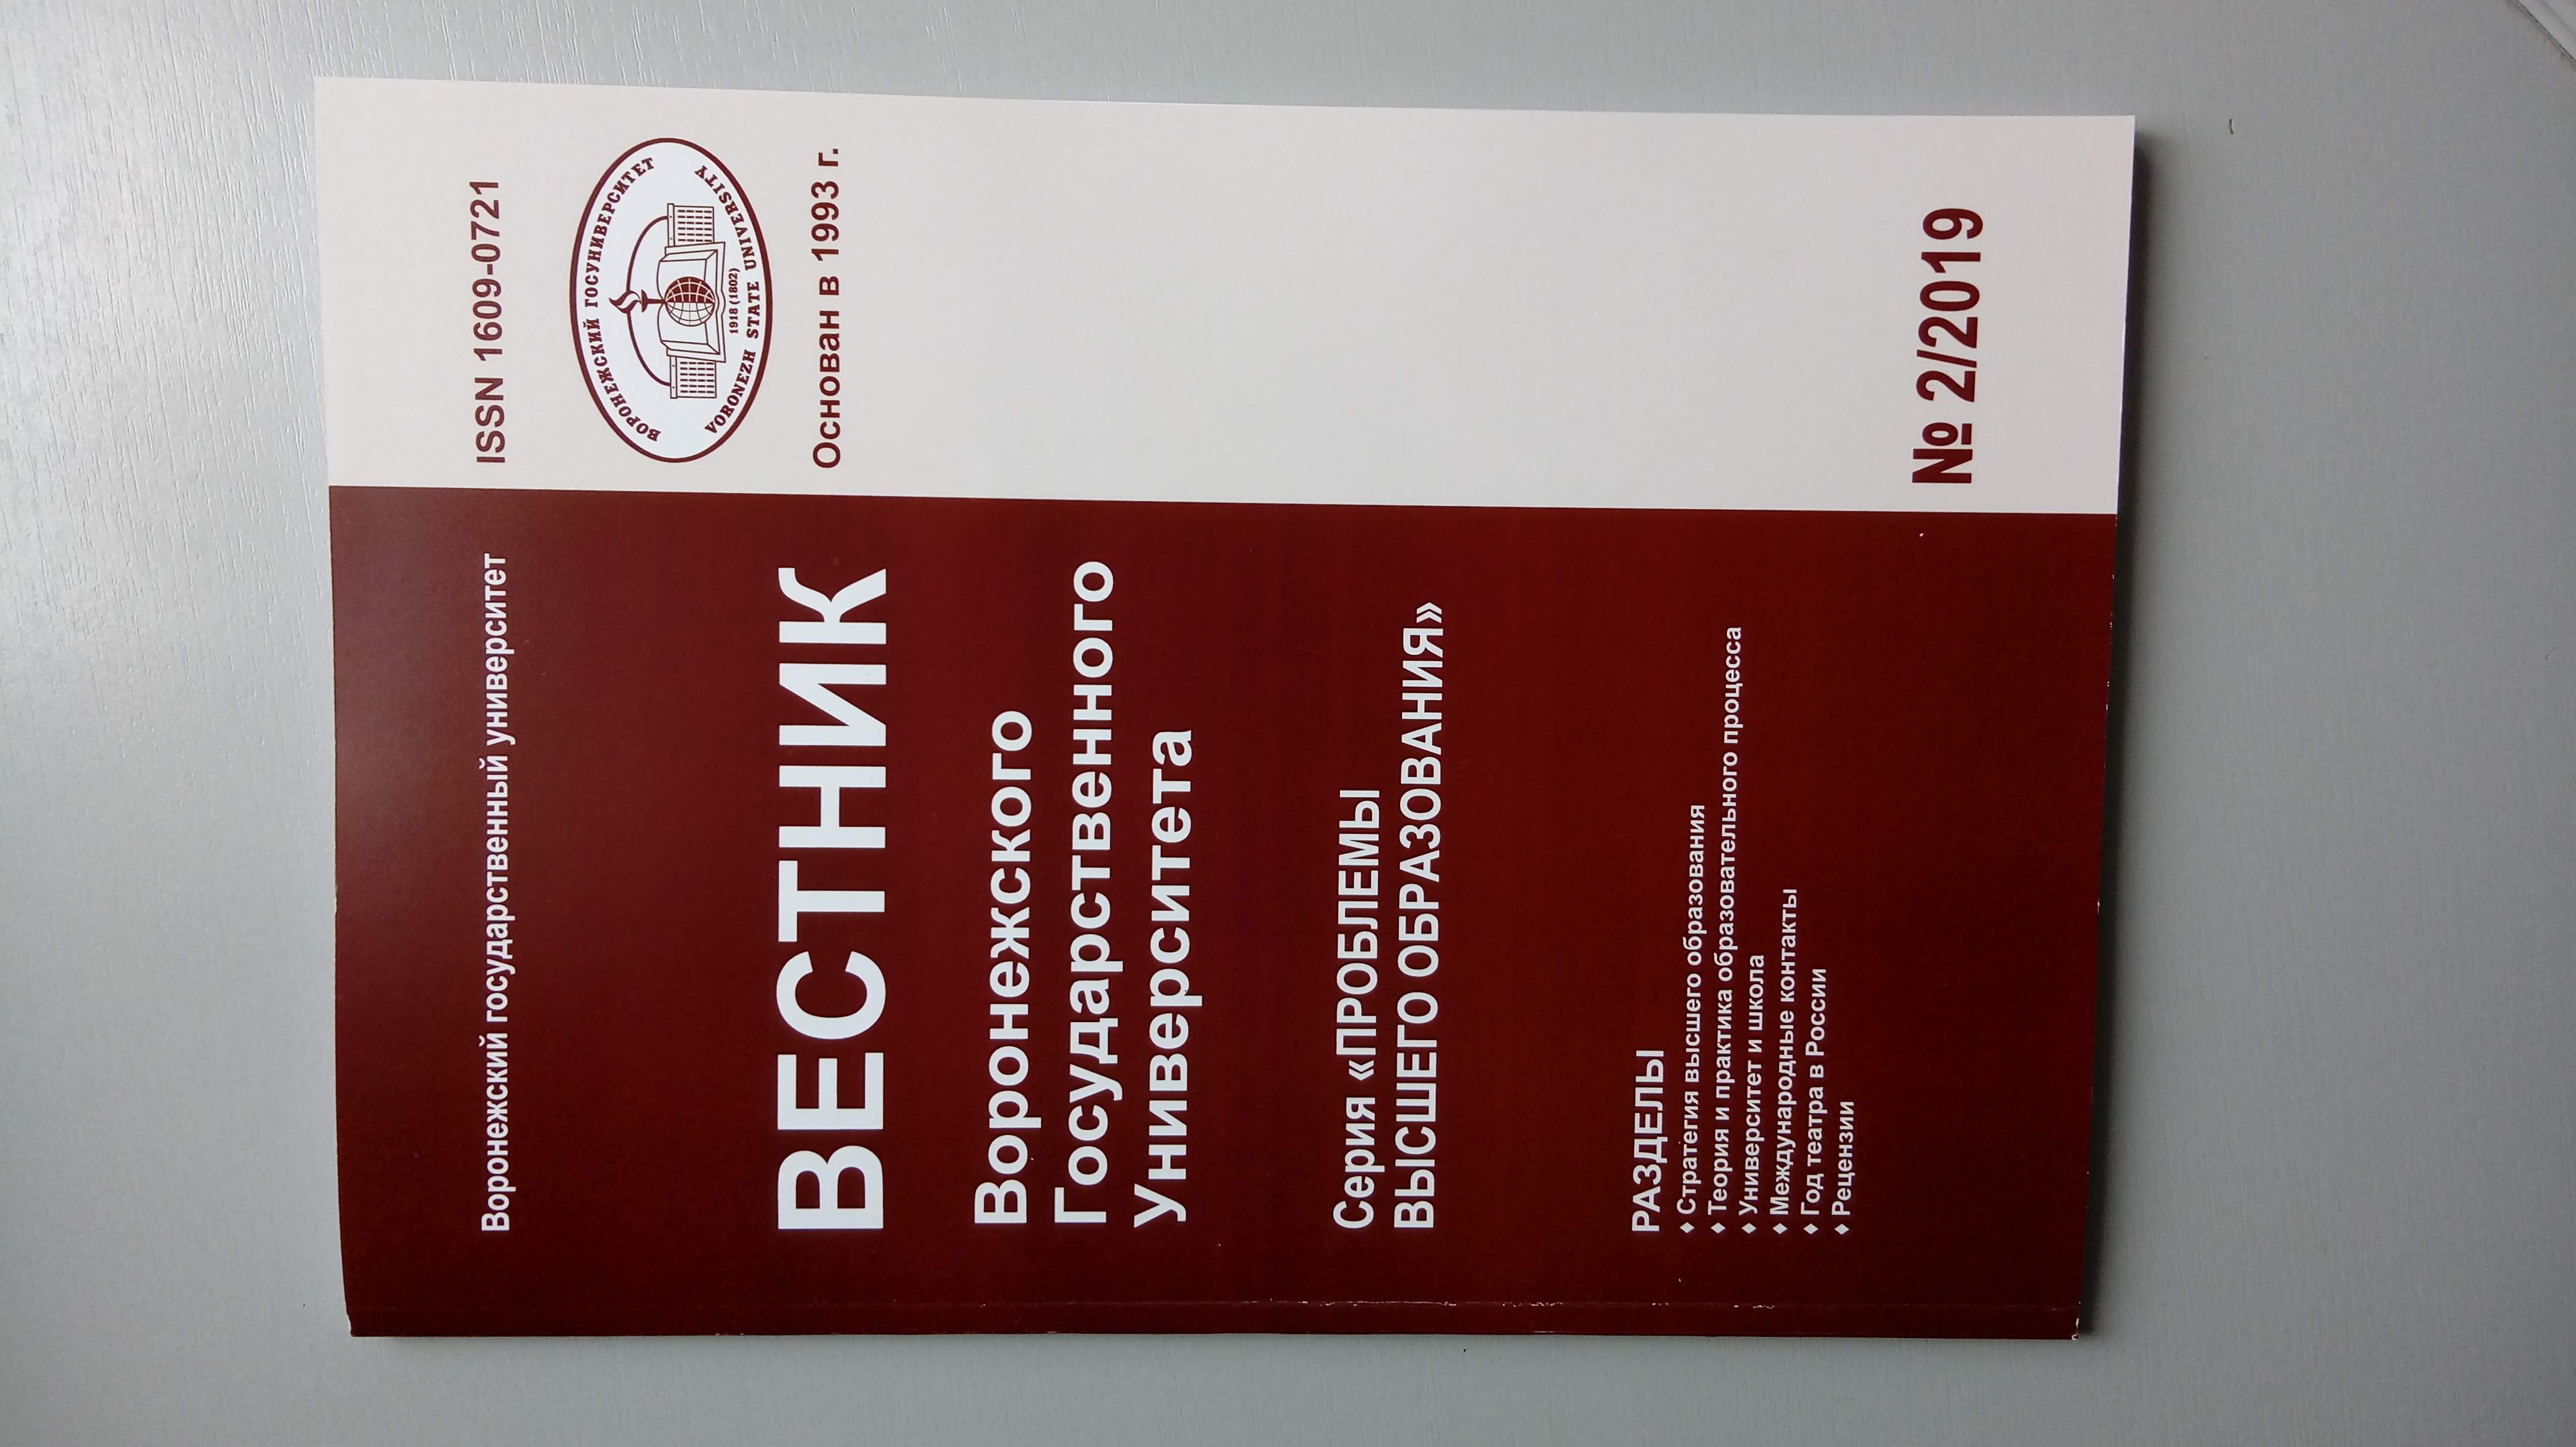 Воронежский государственный университет
ISSN 1609-0721
ВОРОНЕЖСКИЙ ГОСУНИВЕРСИТЕТ
1918 (1802)
VORONEZH STATE UNIVERSITY
Основан в 1993 г.
ВЕСТНИК
Воронежского
Государственного
Университета
Серия «ПРОБЛЕМЫ
ВЫСШЕГО ОБРАЗОВАНИЯ»
РАЗДЕЛЫ
♦ Стратегия высшего образования
♦ Теория и практика образовательного процесса
♦ Университет и школа
♦ Международные контакты
♦ Год театра в России
♦ Рецензии
№ 2/2019